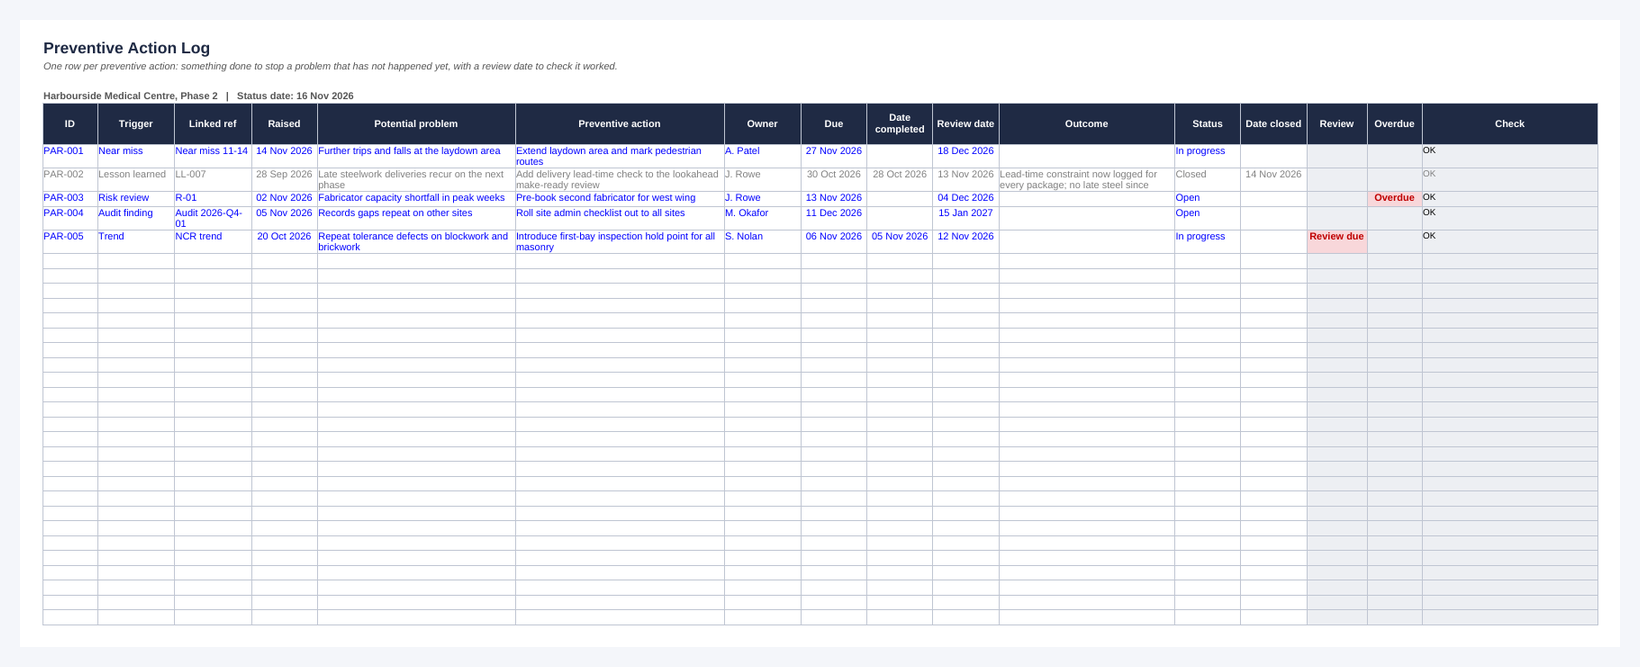 Preventive Action Log
One row per preventive action: something done to stop a problem that has not happened yet, with a review date to check it worked.
Harbourside Medical Centre, Phase 2 | Status date: 16 Nov 2026
ID Trigger Linked ref Raised Potential problem Preventive action Owner Due Date completed Review date Outcome Status Date closed Review Overdue Check
PAR-001 Near miss Near miss 11-14 14 Nov 2026 Further trips and falls at the laydown area Extend laydown area and mark pedestrian routes A. Patel 27 Nov 2026 18 Dec 2026 In progress OK
PAR-002 Lesson learned LL-007 28 Sep 2026 Late steelwork deliveries recur on the next phase Add delivery lead-time check to the lookahead make-ready review J. Rowe 30 Oct 2026 28 Oct 2026 13 Nov 2026 Lead-time constraint now logged for every package; no late steel since Closed 14 Nov 2026 OK
PAR-003 Risk review R-01 02 Nov 2026 Fabricator capacity shortfall in peak weeks Pre-book second fabricator for west wing J. Rowe 13 Nov 2026 04 Dec 2026 Open Overdue OK
PAR-004 Audit finding Audit 2026-Q4-01 05 Nov 2026 Records gaps repeat on other sites Roll site admin checklist out to all sites M. Okafor 11 Dec 2026 15 Jan 2027 Open OK
PAR-005 Trend NCR trend 20 Oct 2026 Repeat tolerance defects on blockwork and brickwork Introduce first-bay inspection hold point for all masonry S. Nolan 06 Nov 2026 05 Nov 2026 12 Nov 2026 In progress Review due OK